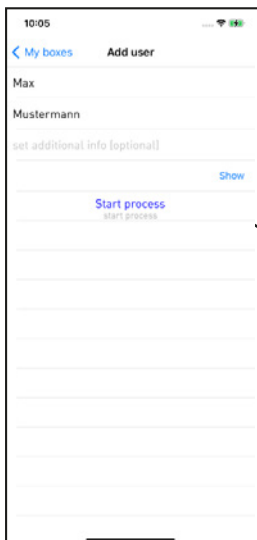 10:05
My boxes Add user
Max
Mustermann
set additional info (optional)
Show
Start process
start process